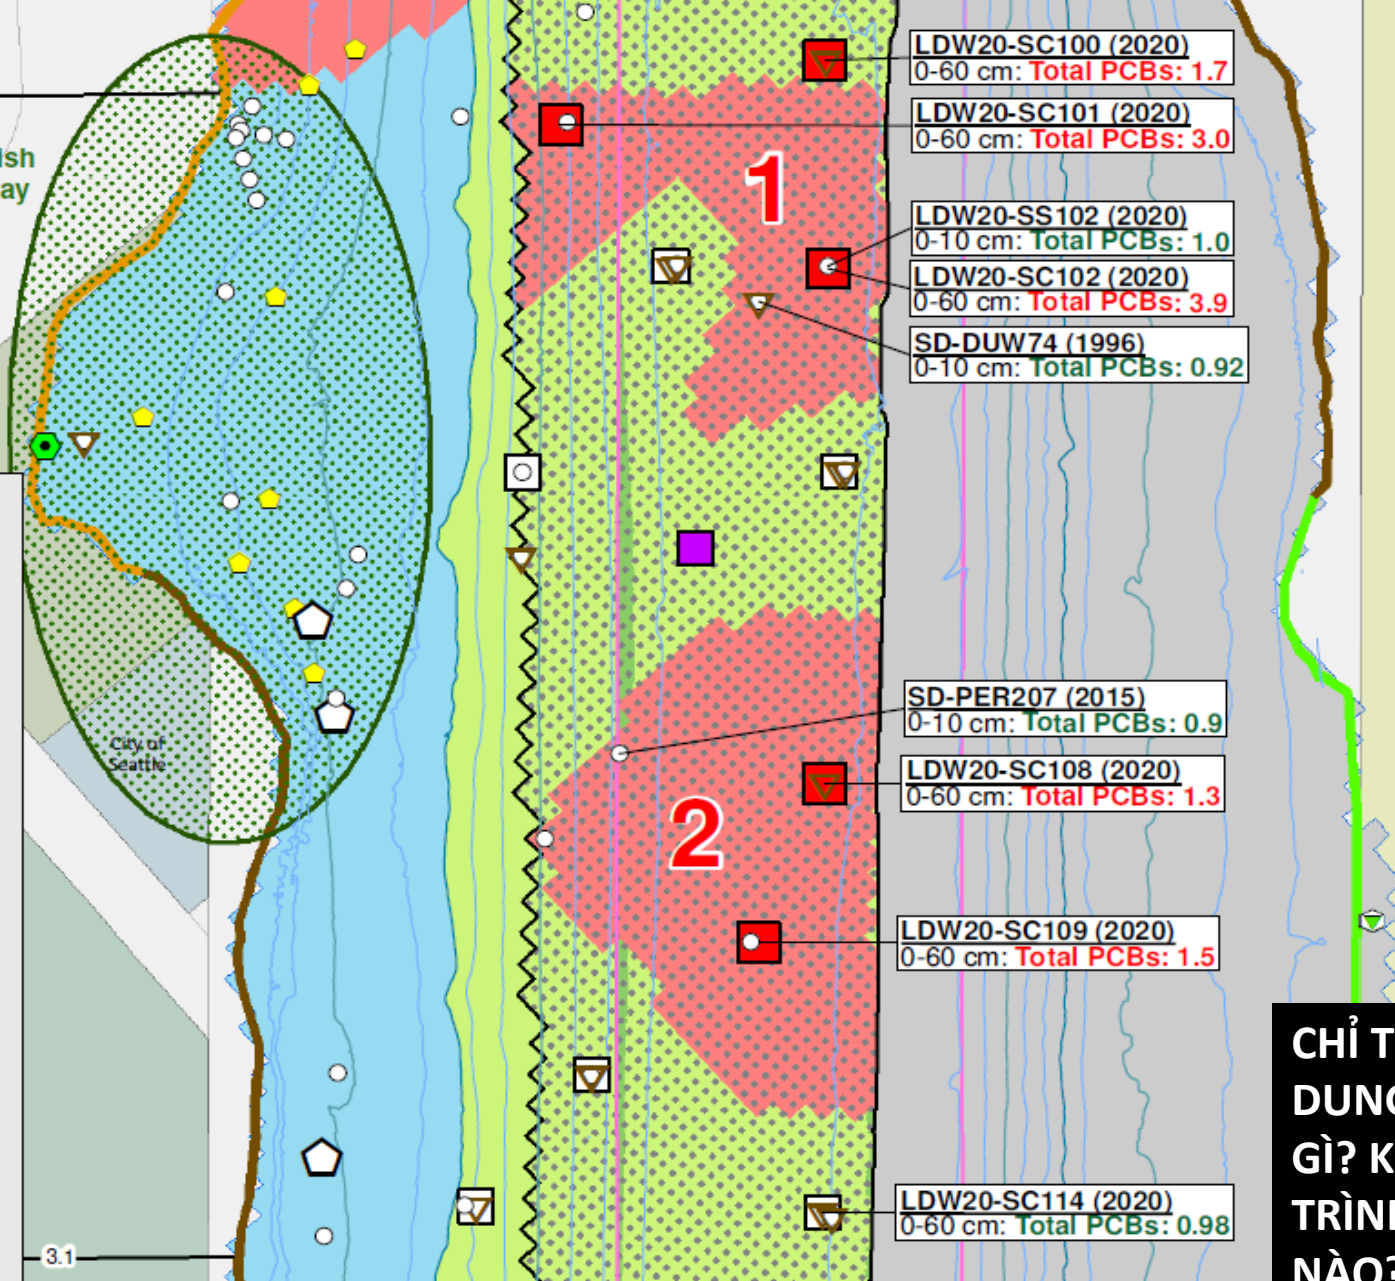 LDW20-SC100 (2020)
0-60 cm: Total PCBs: 1.7
LDW20-SC101 (2020)
0-60 cm: Total PCBs: 3.0
1
LDW20-SS102 (2020)
0-10 cm: Total PCBs: 1.0
LDW20-SC102 (2020)
0-60 cm: Total PCBs: 3.9
SD-DUW74 (1996)
0-10 cm: Total PCBs: 0.92
SD-PER207 (2015)
0-10 cm: Total PCBs: 0.9
City of
Seattle
LDW20-SC108 (2020)
0-60 cm: Total PCBs: 1.3
2
LDW20-SC109 (2020)
0-60 cm: Total PCBs: 1.5
LDW20-SC114 (2020)
0-60 cm: Total PCBs: 0.98
3.1
CHỈ
GÌ?
NÀO?